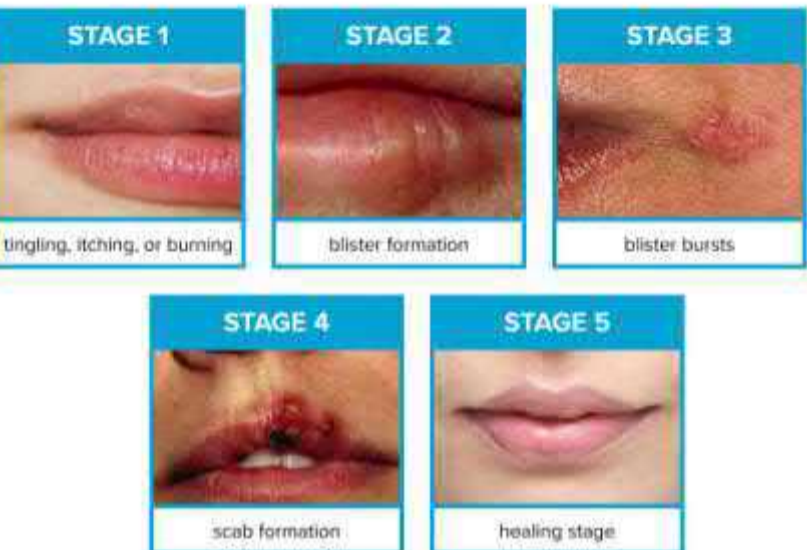 STAGE 1
tingling, itching, or burning
STAGE 2
blister formation
STAGE 3
blister bursts
STAGE 4
scab formation
STAGE 5
healing stage